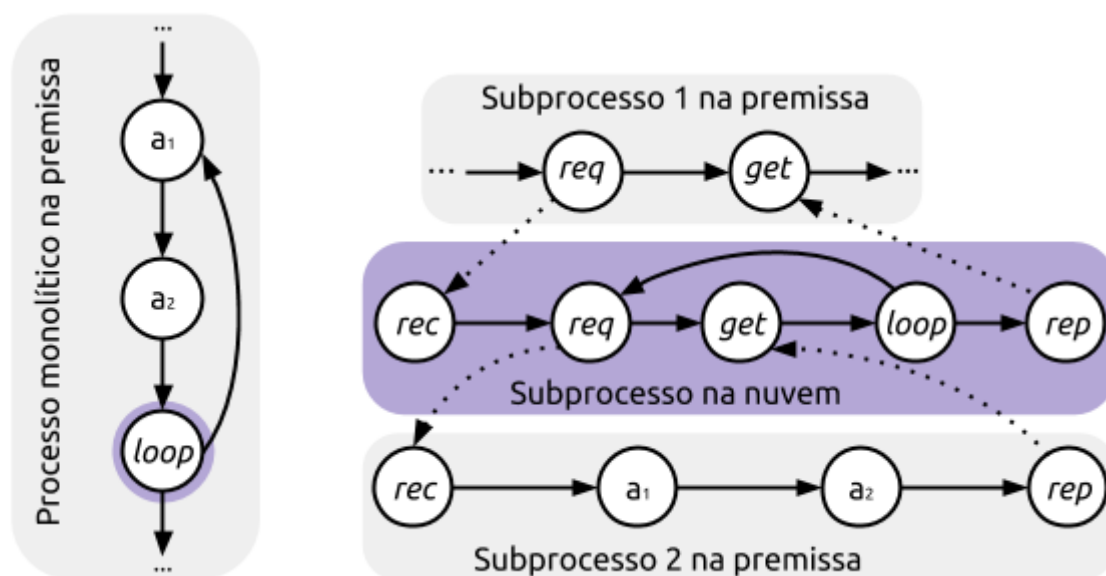 Processo monolítico na premissa
...
a1
a2
loop
...
Subprocesso 1 na premissa
... req get ...
rec req get loop rep
Subprocesso na nuvem
rec a1 a2 rep
Subprocesso 2 na premissa